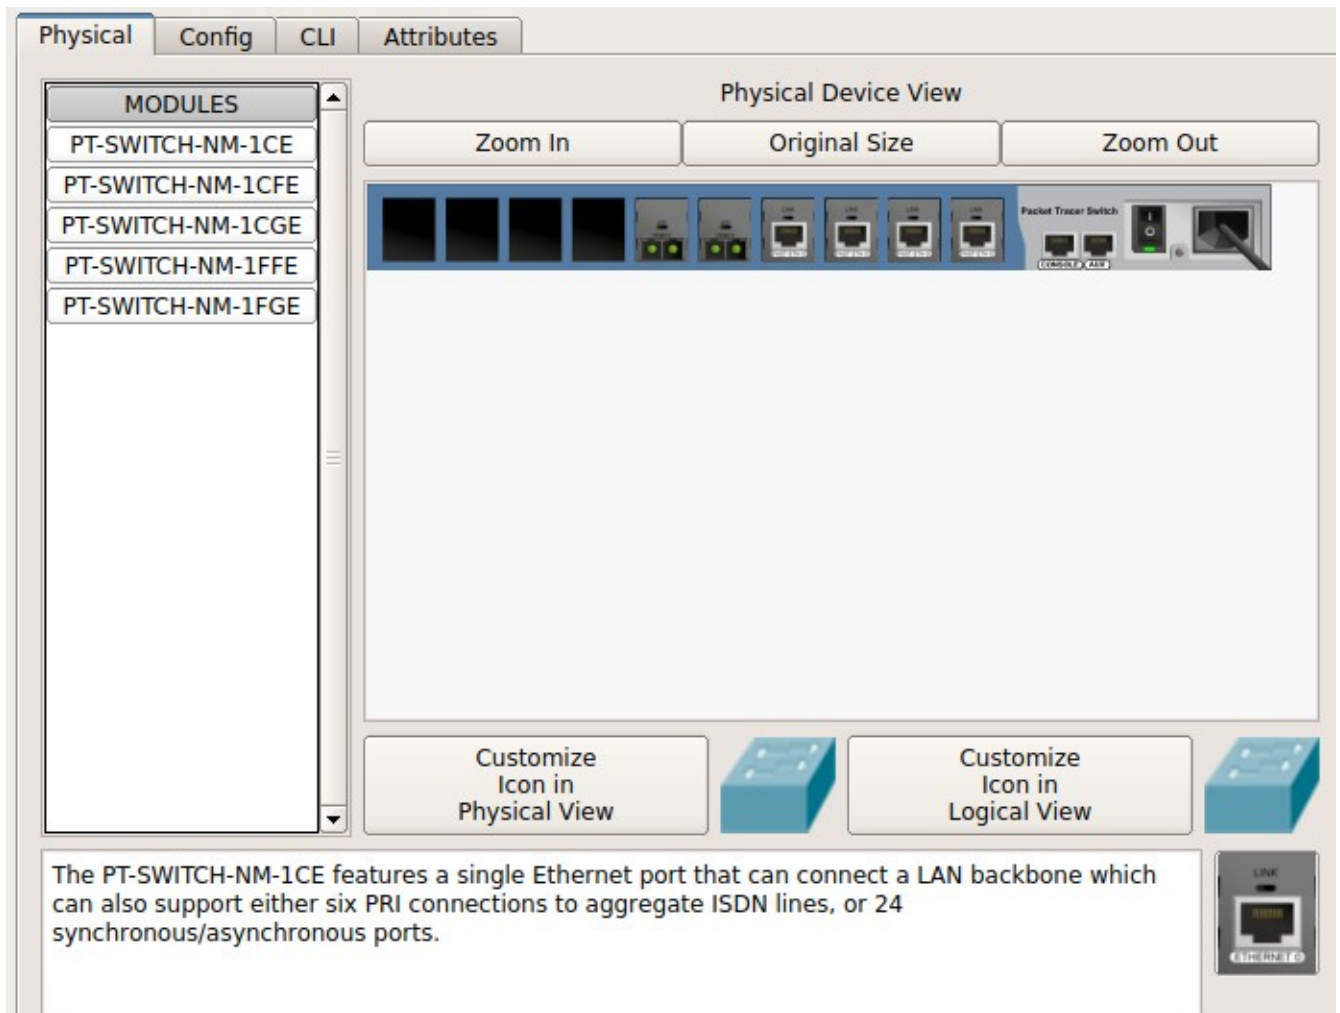 Physical
Config
CLI
Attributes
MODULES
PT-SWITCH-NM-1CE
PT-SWITCH-NM-1CFE
PT-SWITCH-NM-1CGE
PT-SWITCH-NM-1FFE
PT-SWITCH-NM-1FGE
Physical Device View
Zoom In
Original Size
Zoom Out
Packet Tracer Switch
CONSOLE
AUX
Customize
Icon in
Physical View
Customize
Icon in
Logical View
The PT-SWITCH-NM-1CE features a single Ethernet port that can connect a LAN backbone which
can also support either six PRI connections to aggregate ISDN lines, or 24
synchronous/asynchronous ports.
LINK
ETHERNET 0